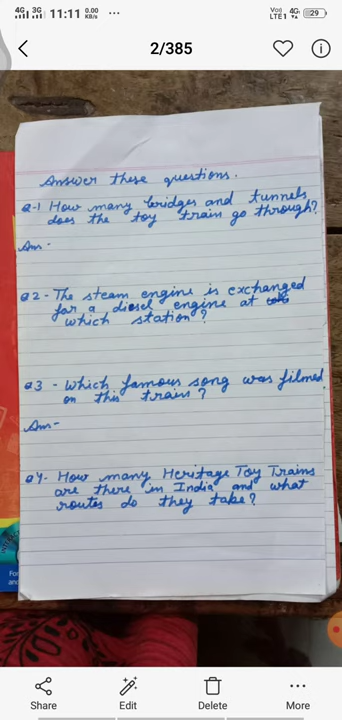 4G 3G 11:11 0.00 KB/s ... LTE1 4G 29
2/385
Answer these questions.
Q-1 How many bridges and tunnels
does the toy train go through?
Ans-
Q2- The steam engine is exchanged
for a diesel engine at
which station?
Q3 - Which famous song was filmed
on this train?
Ans-
Q4- How many Heritage Toy Trains
are there in India and what
routes do they take?
Share Edit Delete More